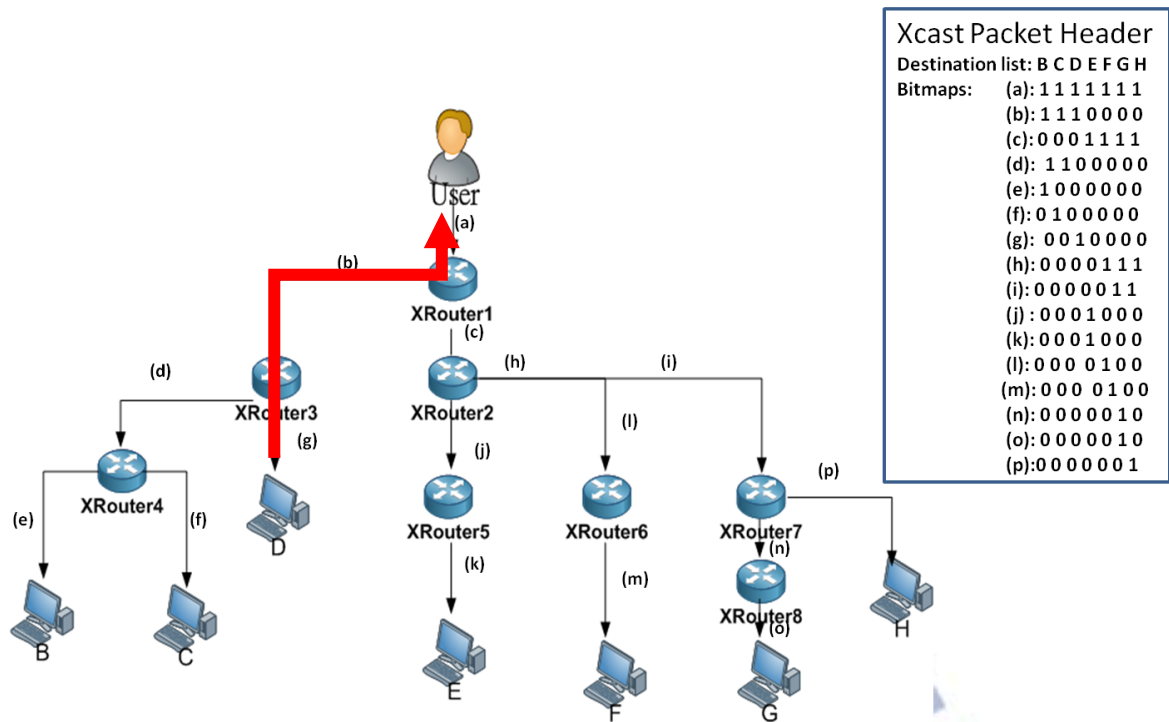 Xcast Packet Header
Destination list: B C D E F G H
Bitmaps: (a): 1 1 1 1 1 1 1
(b): 1 1 1 0 0 0 0
(c): 0 0 0 1 1 1 1
(d): 1 1 0 0 0 0 0
(e): 1 0 0 0 0 0 0
(f): 0 1 0 0 0 0 0
(g): 0 0 1 0 0 0 0
(h): 0 0 0 0 1 1 1
(i): 0 0 0 0 0 1 1
(j) : 0 0 0 1 0 0 0
(k): 0 0 0 1 0 0 0
(l): 0 0 0 0 1 0 0
(m): 0 0 0 0 1 0 0
(n): 0 0 0 0 0 1 0
(o): 0 0 0 0 0 1 0
(p):0 0 0 0 0 0 1
User
(a)
(b)
XRouter1
(c)
(d)
(h)
(i)
XRouter3
XRouter2
(g)
(j)
(l)
(p)
XRouter4
D
XRouter5
XRouter6
XRouter7
(e)
(f)
(n)
(k)
(m)
XRouter8
(o)
H
B
C
E
F
G